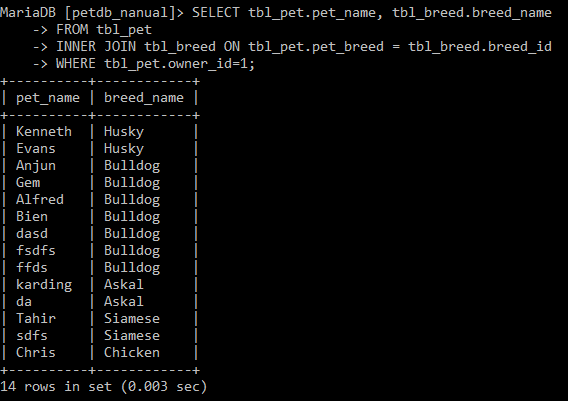 MariaDB [petdb_nanual]> SELECT tbl_pet.pet_name, tbl_breed.breed_name
    -> FROM tbl_pet
    -> INNER JOIN tbl_breed ON tbl_pet.pet_breed = tbl_breed.breed_id
    -> WHERE tbl_pet.owner_id=1;
+----------+------------+
| pet_name | breed_name |
+----------+------------+
| Kenneth  | Husky      |
| Evans    | Husky      |
| Anjun    | Bulldog    |
| Gem      | Bulldog    |
| Alfred   | Bulldog    |
| Bien     | Bulldog    |
| dasd     | Bulldog    |
| fsdfs    | Bulldog    |
| ffds     | Bulldog    |
| karding  | Askal      |
| da       | Askal      |
| Tahir    | Siamese    |
| sdfs     | Siamese    |
| Chris    | Chicken    |
+----------+------------+
14 rows in set (0.003 sec)